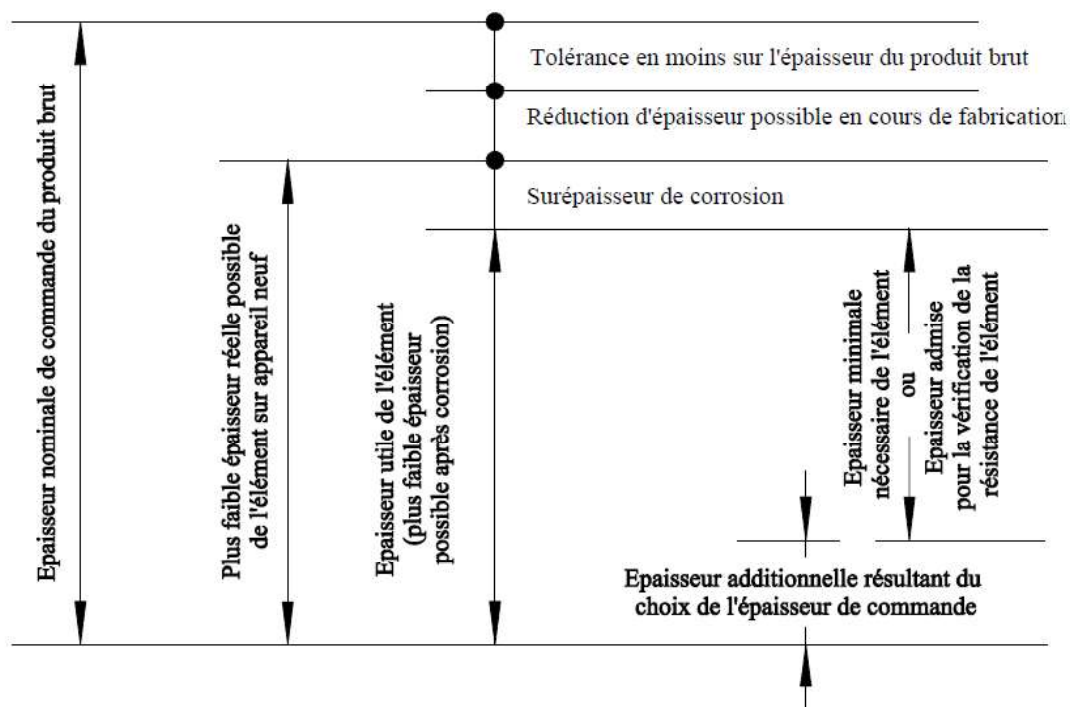 Tolérance en moins sur l'épaisseur du produit brut
Réduction d'épaisseur possible en cours de fabrication
Surépaisseur de corrosion
Epaisseur nominale de commande du produit brut
Plus faible épaisseur réelle possible
de l'élément sur appareil neuf
Epaisseur utile de l'élément
(plus faible épaisseur
possible après corrosion)
Epaisseur minimale
nécessaire de l'élément
ou
Epaisseur admise
pour la vérification de la
résistance de l'élément
Epaisseur additionnelle résultant du
choix de l'épaisseur de commande